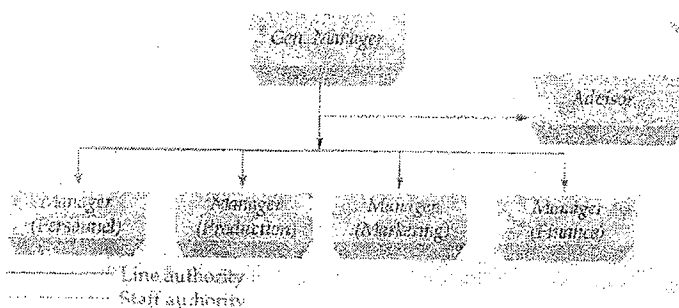 Gen. Manager
Advisor
Manager
(Personnel)
Manager
(Production)
Manager
(Marketing)
Manager
(Finance)
Line authority
Staff authority